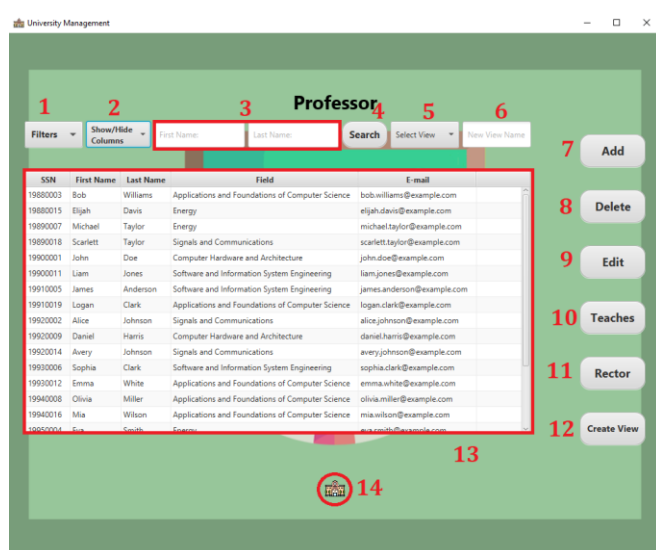 University Management
Professor
1 2 3 4 5 6
Filters Show/Hide Columns First Name: Last Name: Search Select View New View Name
7 Add
SSN First Name Last Name Field E-mail
19880003 Bob Williams Applications and Foundations of Computer Science bob.williams@example.com
19880015 Elijah Davis Energy elijah.davis@example.com
8 Delete
19890007 Michael Taylor Energy michael.taylor@example.com
19890018 Scarlett Taylor Signals and Communications scarlett.taylor@example.com
19900001 John Doe Computer Hardware and Architecture john.doe@example.com
9 Edit
19900011 Liam Jones Software and Information System Engineering liam.jones@example.com
19910005 James Anderson Software and Information System Engineering james.anderson@example.com
19910019 Logan Clark Applications and Foundations of Computer Science logan.clark@example.com
19920002 Alice Johnson Signals and Communications alice.johnson@example.com
10 Teaches
19920009 Daniel Harris Computer Hardware and Architecture daniel.harris@example.com
19920014 Avery Johnson Signals and Communications avery.johnson@example.com
19930006 Sophia Clark Software and Information System Engineering sophia.clark@example.com
11 Rector
19930012 Emma White Applications and Foundations of Computer Science emma.white@example.com
19940008 Olivia Miller Applications and Foundations of Computer Science olivia.miller@example.com
19940016 Mia Wilson Applications and Foundations of Computer Science mia.wilson@example.com
12 Create View
19950004 Eva Smith Energy eva.smith@example.com
13
14